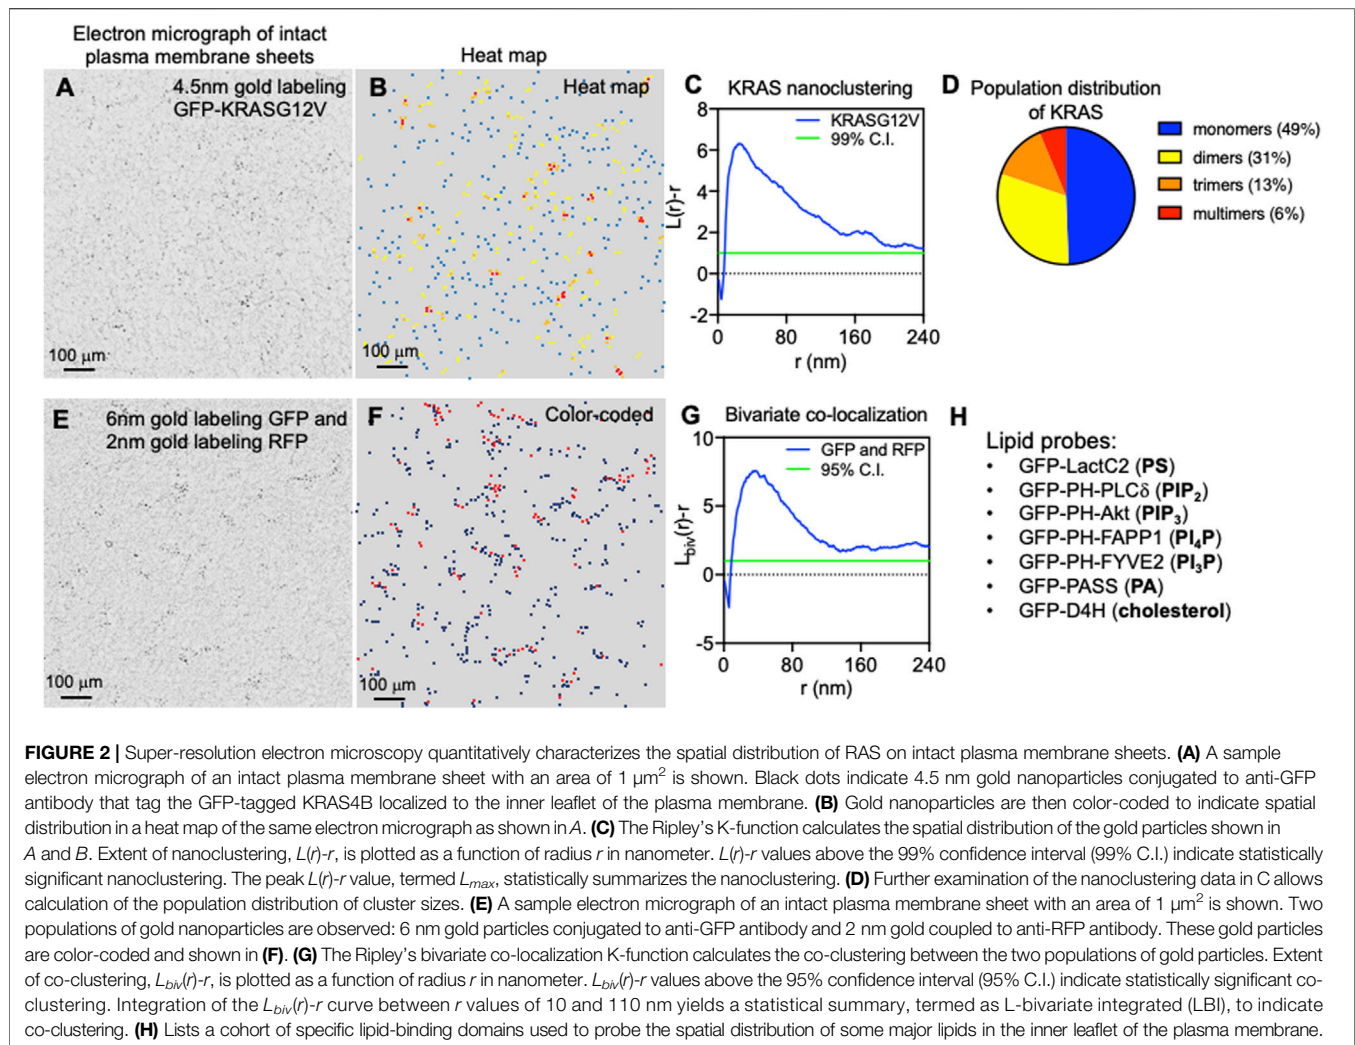 Electron micrograph of intact
plasma membrane sheets
Heat map
A
4.5nm gold labeling
GFP-KRASG12V
100 μm
B
Heat map
100 μm
C
KRAS nanoclustering
KRASG12V
99% C.I.
L(r)-r
8
6
4
2
0
-2
0
80
160
240
r (nm)
D
Population distribution
of KRAS
monomers (49%)
dimers (31%)
trimers (13%)
multimers (6%)
E
6nm gold labeling GFP and
2nm gold labeling RFP
100 μm
F
Color-coded
100 μm
G
Bivariate co-localization
GFP and RFP
95% C.I.
Lbiv(r)-r
10
5
0
-5
0
80
160
240
r (nm)
H
Lipid probes:
• GFP-LactC2 (PS)
• GFP-PH-PLCδ (PIP2)
• GFP-PH-Akt (PIP3)
• GFP-PH-FAPP1 (PI4P)
• GFP-PH-FYVE2 (PI3P)
• GFP-PASS (PA)
• GFP-D4H (cholesterol)
FIGURE 2 | Super-resolution electron microscopy quantitatively characterizes the spatial distribution of RAS on intact plasma membrane sheets. (A) A sample
electron micrograph of an intact plasma membrane sheet with an area of 1 μm² is shown. Black dots indicate 4.5 nm gold nanoparticles conjugated to anti-GFP
antibody that tag the GFP-tagged KRAS4B localized to the inner leaflet of the plasma membrane. (B) Gold nanoparticles are then color-coded to indicate spatial
distribution in a heat map of the same electron micrograph as shown in A. (C) The Ripley's K-function calculates the spatial distribution of the gold particles shown in
A and B. Extent of nanoclustering, L(r)-r, is plotted as a function of radius r in nanometer. L(r)-r values above the 99% confidence interval (99% C.I.) indicate statistically
significant nanoclustering. The peak L(r)-r value, termed Lmax, statistically summarizes the nanoclustering. (D) Further examination of the nanoclustering data in C allows
calculation of the population distribution of cluster sizes. (E) A sample electron micrograph of an intact plasma membrane sheet with an area of 1 μm² is shown. Two
populations of gold nanoparticles are observed: 6 nm gold particles conjugated to anti-GFP antibody and 2 nm gold coupled to anti-RFP antibody. These gold particles
are color-coded and shown in (F). (G) The Ripley's bivariate co-localization K-function calculates the co-clustering between the two populations of gold particles. Extent
of co-clustering, Lbiv(r)-r, is plotted as a function of radius r in nanometer. Lbiv(r)-r values above the 95% confidence interval (95% C.I.) indicate statistically significant co-
clustering. Integration of the Lbiv(r)-r curve between r values of 10 and 110 nm yields a statistical summary, termed as L-bivariate integrated (LBI), to indicate
co-clustering. (H) Lists a cohort of specific lipid-binding domains used to probe the spatial distribution of some major lipids in the inner leaflet of the plasma membrane.